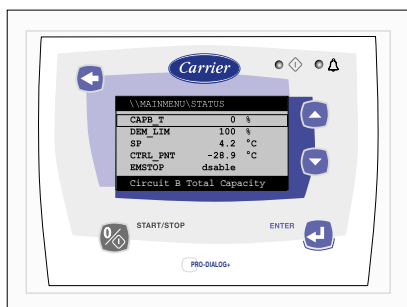 Carrier
\\MAINMENU\STATUS
CAPB_T 0 %
DEM_LIM 100 %
SP 4.2 °C
CTRL_PNT -28.9 °C
EMSTOP dsable
Circuit B Total Capacity
START/STOP
ENTER
PRO-DIALOG+